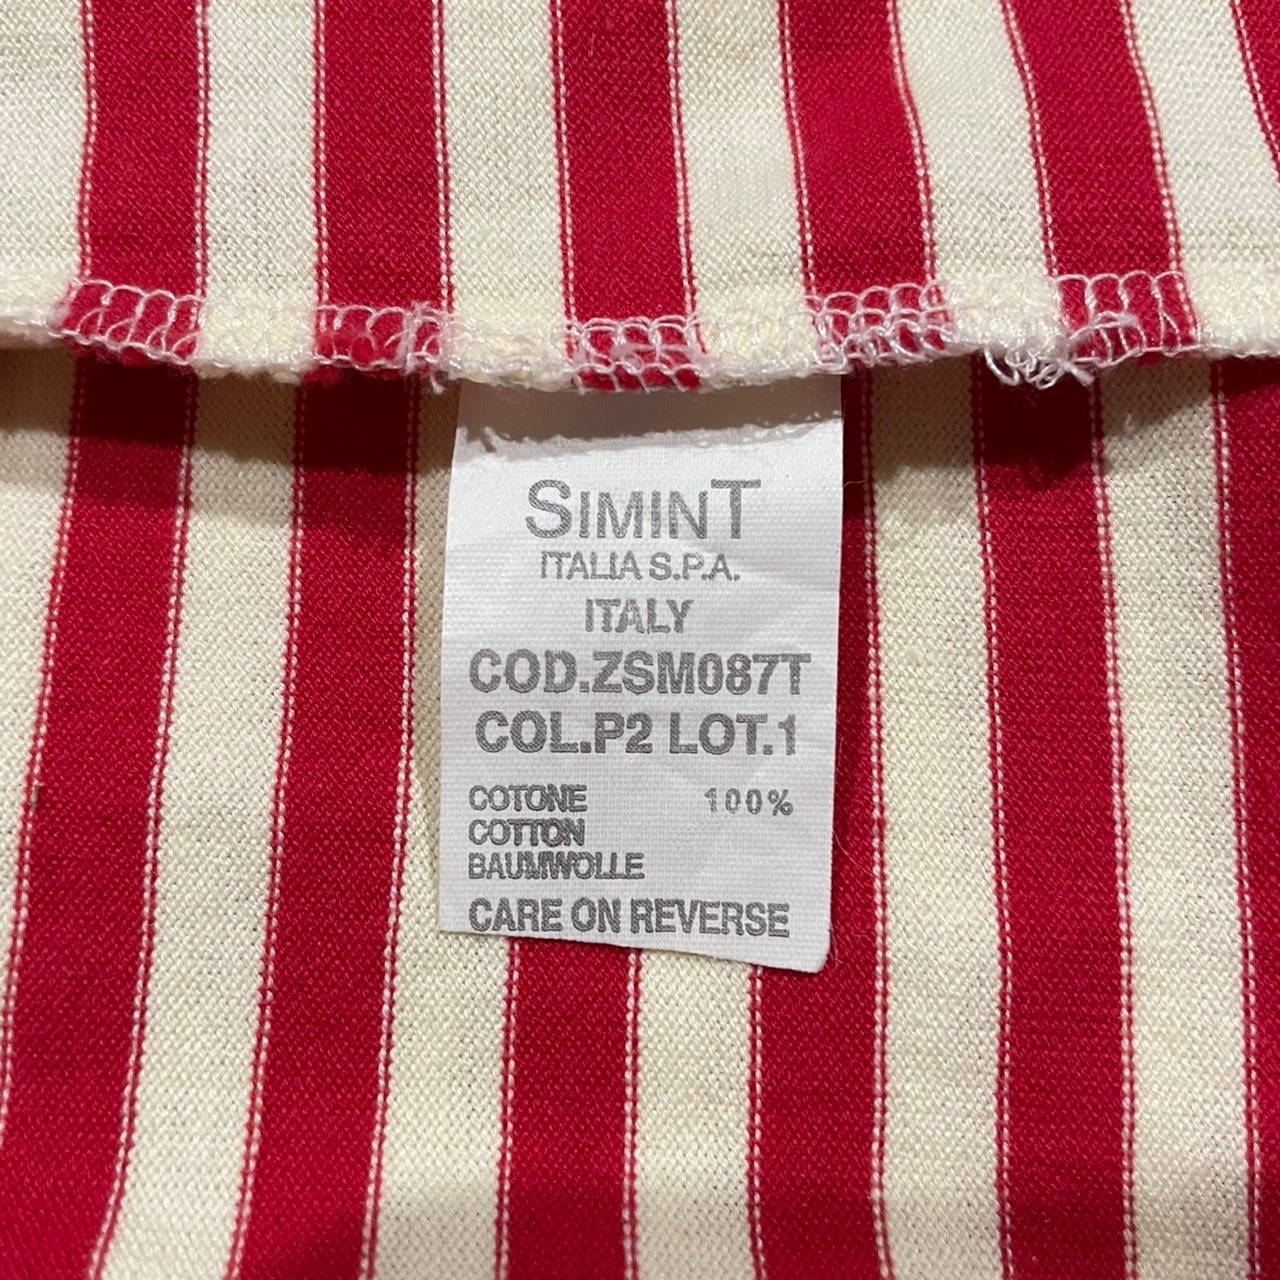 SIMINT
ITALIA S.P.A.
ITALY
COD.ZSM087T
COL.P2 LOT.1
COTONE 100%
COTTON
BAUMWOLLE
CARE ON REVERSE